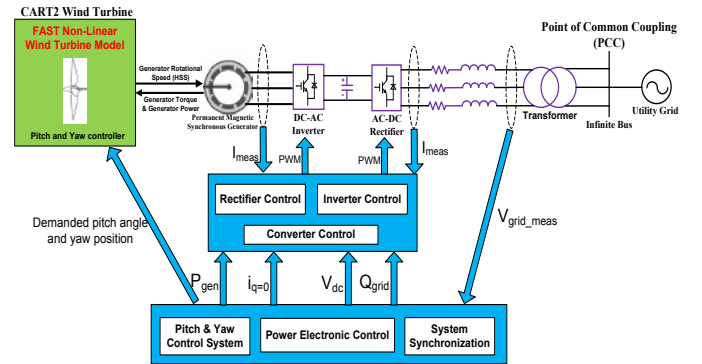 CART2 Wind Turbine
FAST Non-Linear
Wind Turbine Model
Pitch and Yaw controller
Generator Rotational
Speed (HSS)
Generator Torque
& Generator Power
Permanent Magnetic
Synchronous Generator
DC-AC
Inverter
AC-DC
Rectifier
Transformer
Point of Common Coupling
(PCC)
Infinite Bus
Utility Grid
Imeas
PWM
PWM
Imeas
Rectifier Control
Inverter Control
Converter Control
Demanded pitch angle
and yaw position
Vgrid_meas
Pgen
iq=0
Vdc
Qgrid
Pitch & Yaw
Control System
Power Electronic Control
System
Synchronization